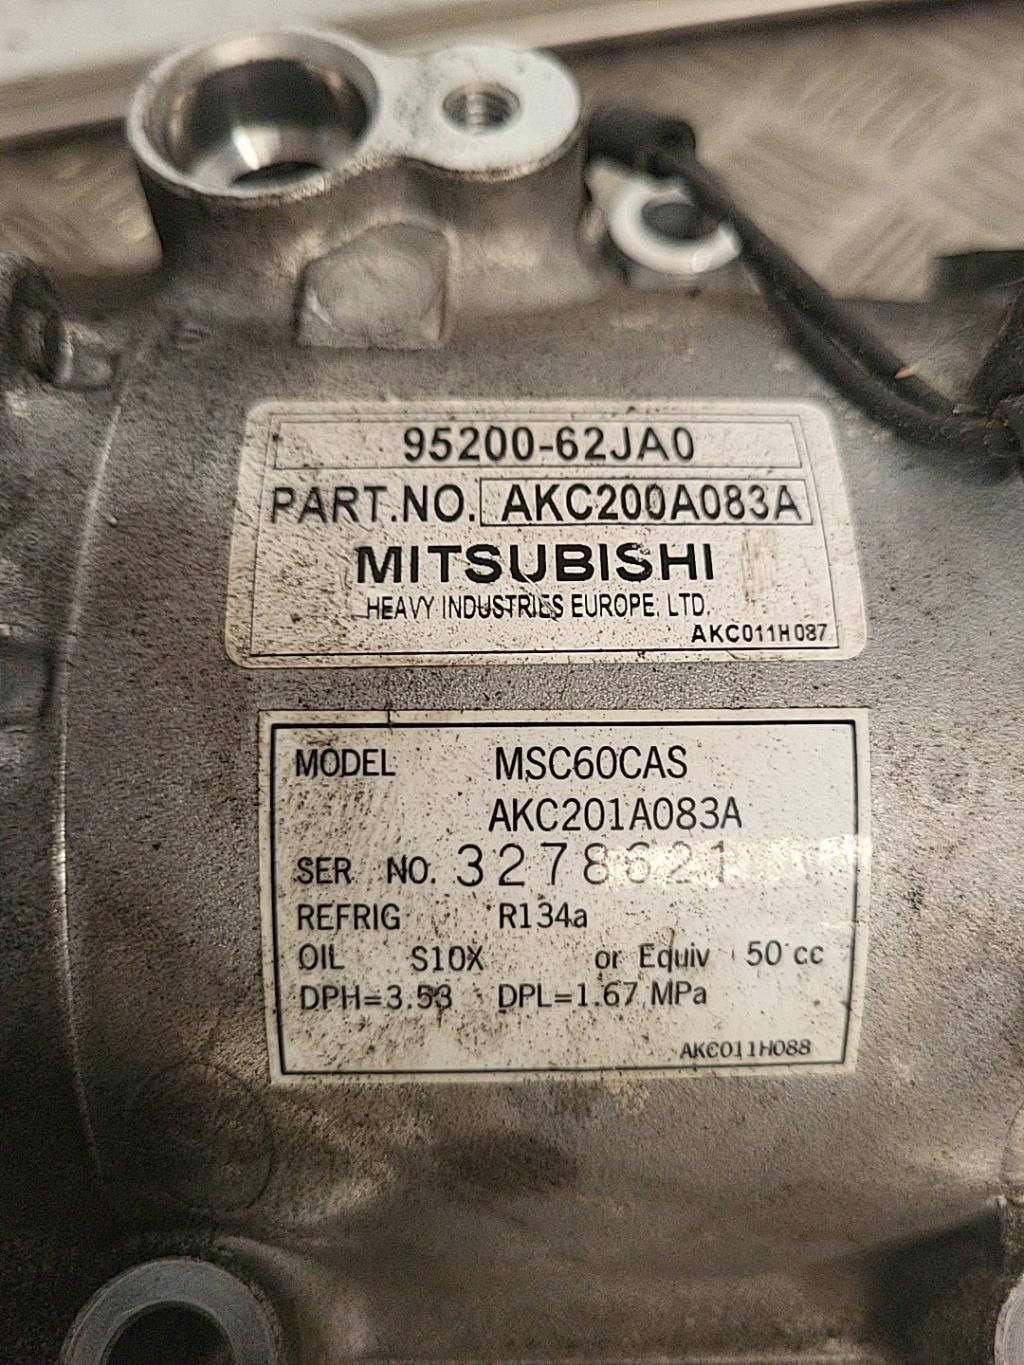 95200-62JA0
PART.NO. AKC200A083A
MITSUBISHI
HEAVY INDUSTRIES EUROPE, LTD.
AKC011H087
MODEL MSC60CAS
AKC201A083A
SER NO. 3278621
REFRIG R134a
OIL S10X or Equiv 50 cc
DPH=3.53 DPL=1.67 MPa
AKC011H088